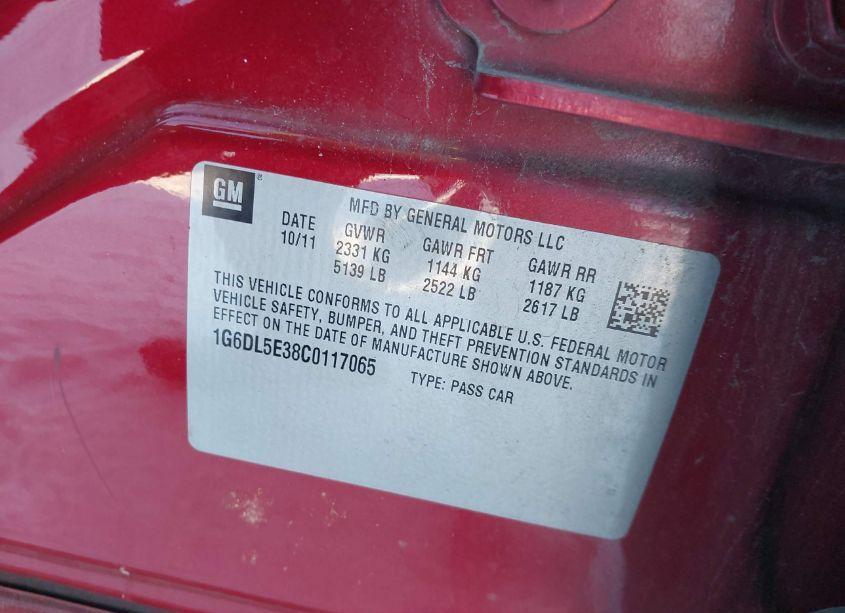 GM
MFD BY GENERAL MOTORS LLC
DATE GVWR GAWR FRT GAWR RR
10/11 2331 KG 1144 KG 1187 KG
5139 LB 2522 LB 2617 LB
THIS VEHICLE CONFORMS TO ALL APPLICABLE U.S. FEDERAL MOTOR
VEHICLE SAFETY, BUMPER, AND THEFT PREVENTION STANDARDS IN
EFFECT ON THE DATE OF MANUFACTURE SHOWN ABOVE.
1G6DL5E38C0117065 TYPE: PASS CAR